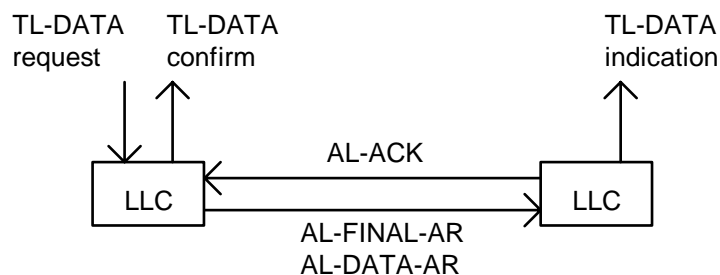 TL-DATA
request
TL-DATA
confirm
TL-DATA
indication
AL-ACK
LLC
LLC
AL-FINAL-AR
AL-DATA-AR